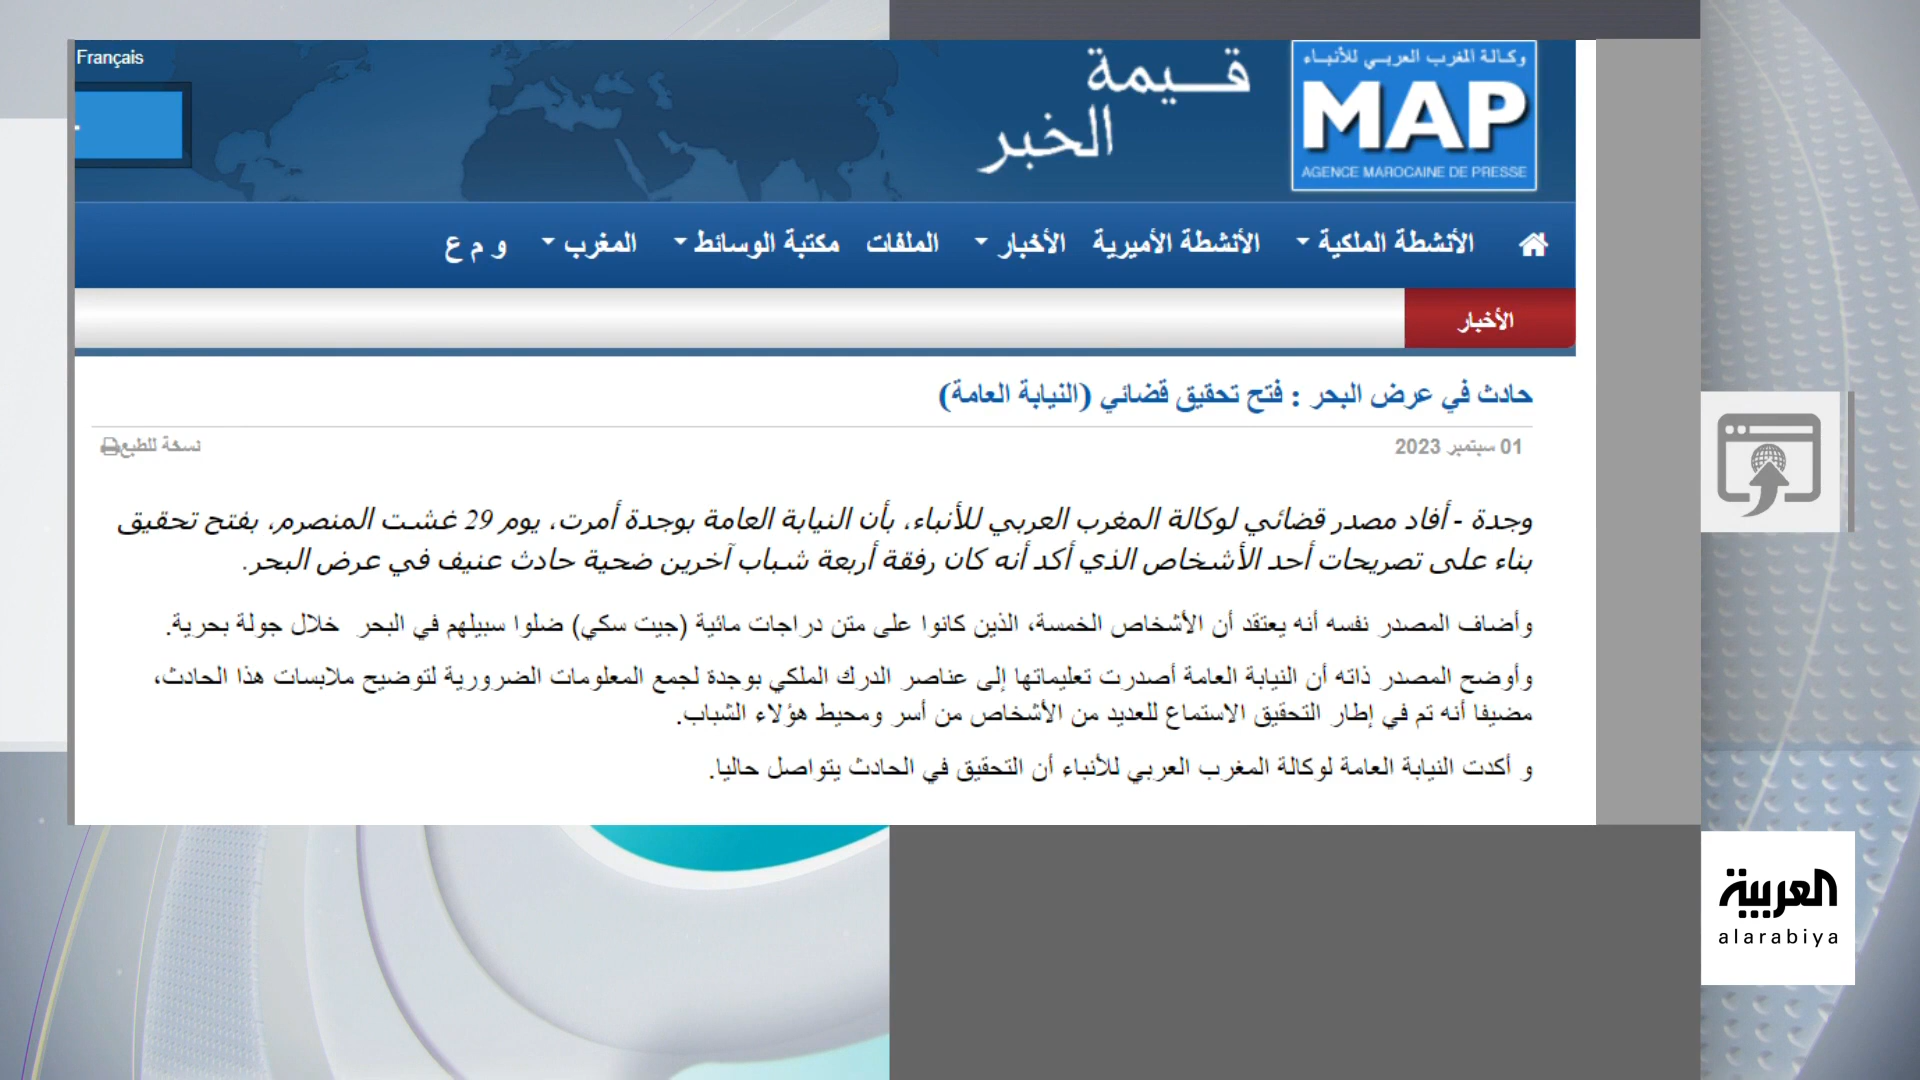 Français
قـيمة
الخبر
وكالة المغرب العربي للأنباء
MAP
AGENCE MAROCAINE DE PRESSE
الأنشطة الملكية الأنشطة الأميرية الأخبار الملفات مكتبة الوسائط المغرب و م ع
الأخبار
حادث في عرض البحر : فتح تحقيق قضائي (النيابة العامة)
01 سبتمبر 2023
نسخة للطبع
وجدة - أفاد مصدر قضائي لوكالة المغرب العربي للأنباء، بأن النيابة العامة بوجدة أمرت، يوم 29 غشت المنصرم، بفتح تحقيق
بناء على تصريحات أحد الأشخاص الذي أكد أنه كان رفقة أربعة شباب آخرين ضحية حادث عنيف في عرض البحر.
وأضاف المصدر نفسه أنه يعتقد أن الأشخاص الخمسة، الذين كانوا على متن دراجات مائية (جيت سكي) ضلوا سبيلهم في البحر خلال جولة بحرية.
وأوضح المصدر ذاته أن النيابة العامة أصدرت تعليماتها إلى عناصر الدرك الملكي بوجدة لجمع المعلومات الضرورية لتوضيح ملابسات هذا الحادث،
مضيفا أنه تم في إطار التحقيق الاستماع للعديد من الأشخاص من أسر ومحيط هؤلاء الشباب.
و أكدت النيابة العامة لوكالة المغرب العربي للأنباء أن التحقيق في الحادث يتواصل حاليا.
العربية
alarabiya